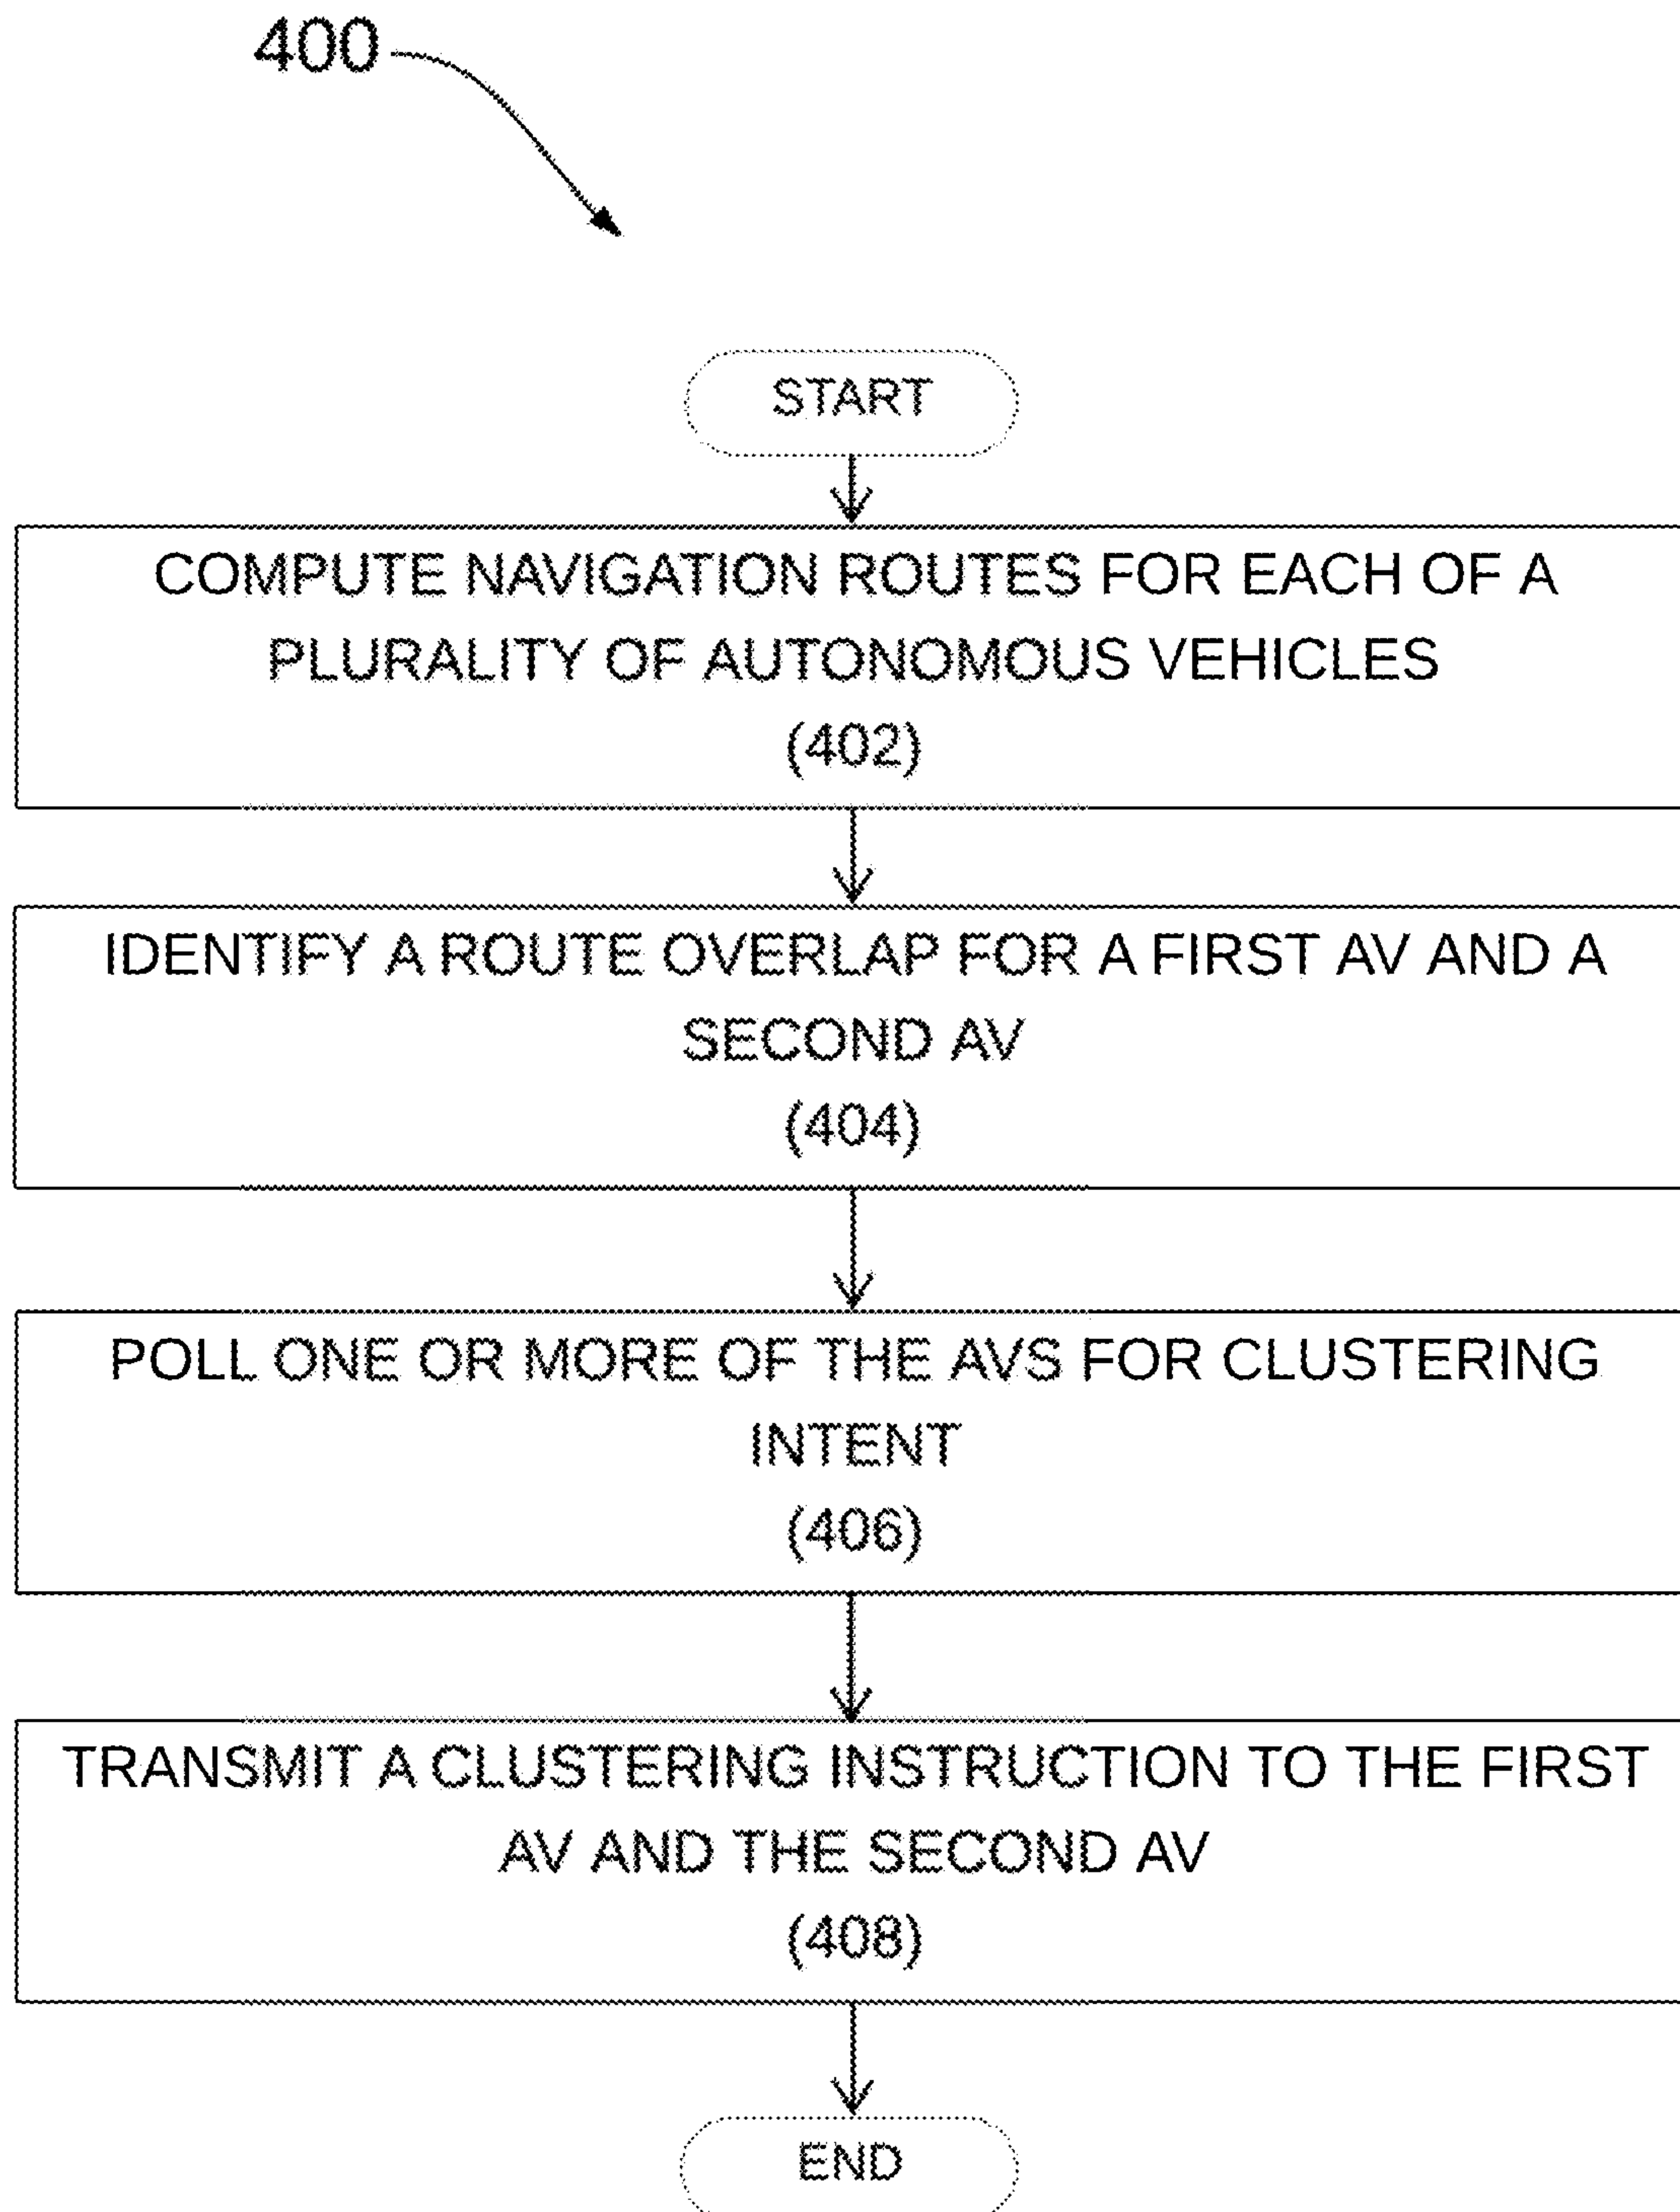 400
START
COMPUTE NAVIGATION ROUTES FOR EACH OF A
PLURALITY OF AUTONOMOUS VEHICLES
(402)
IDENTIFY A ROUTE OVERLAP FOR A FIRST AV AND A
SECOND AV
(404)
POLL ONE OR MORE OF THE AVS FOR CLUSTERING
INTENT
(406)
TRANSMIT A CLUSTERING INSTRUCTION TO THE FIRST
AV AND THE SECOND AV
(408)
END